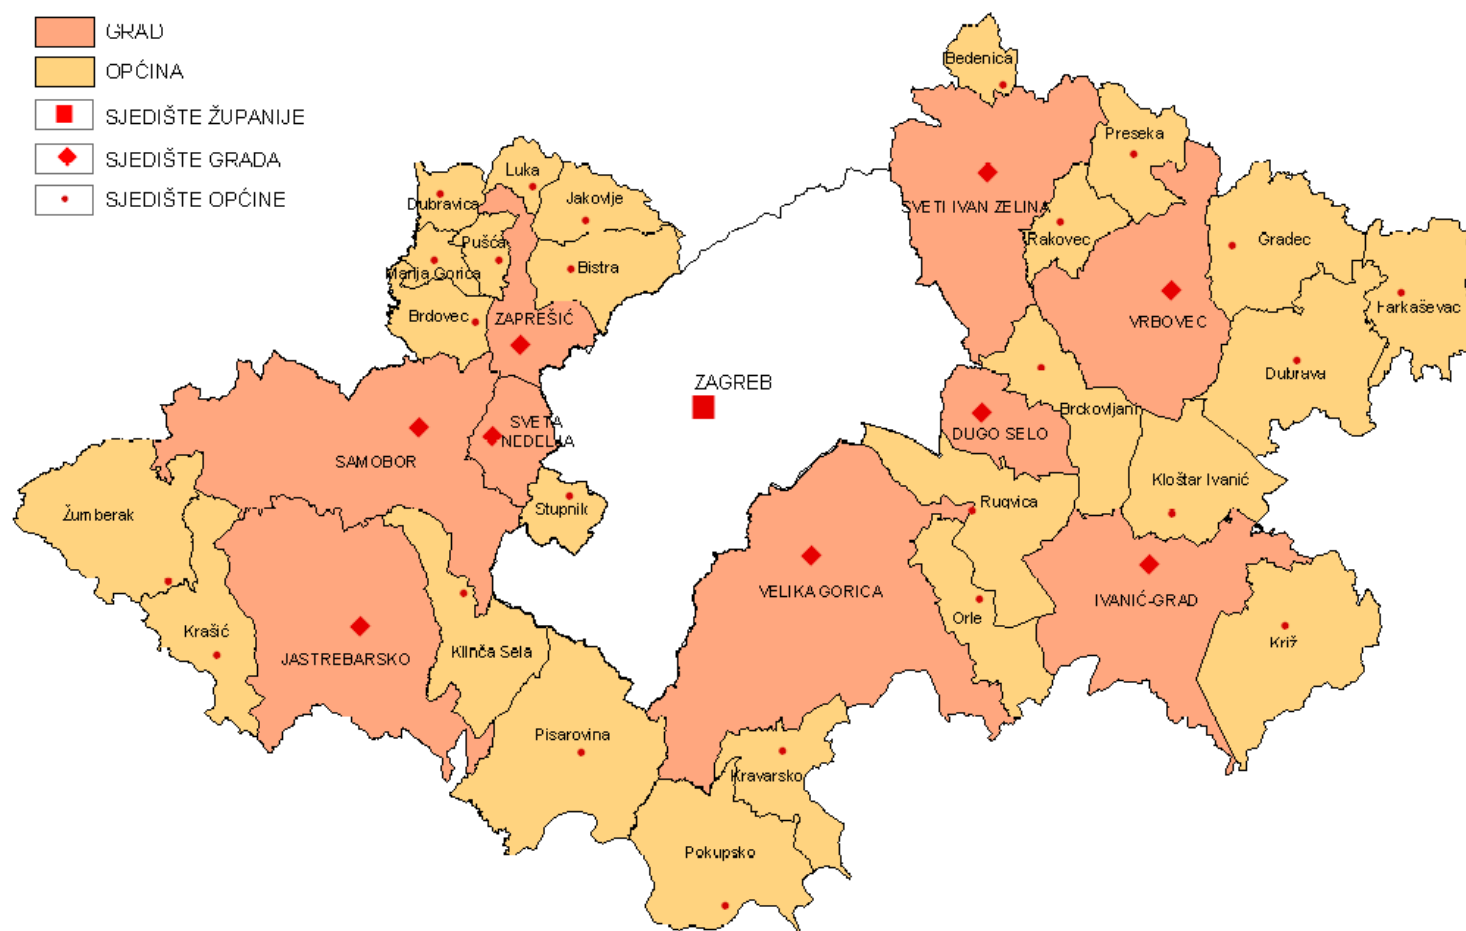 GRAD
OPĆINA
SJEDIŠTE ŽUPANIJE
SJEDIŠTE GRADA
SJEDIŠTE OPĆINE
Bedenica
Preseka
Luka
Dubravica
Jakovlje
SVETI IVAN ZELINA
Pušća
Rakovec
Gradec
Marija Gorica
Bistra
Farkaševac
Brdovec
ZAPREŠIĆ
VRBOVEC
Dubrava
ZAGREB
Brckovljani
SVETA
NEDELJA
DUGO SELO
SAMOBOR
Kloštar Ivanić
Stupnik
Rugvica
Žumberak
VELIKA GORICA
IVANIĆ-GRAD
Orle
Krašić
Križ
Klinča Sela
JASTREBARSKO
Pisarovina
Kravarsko
Pokupsko